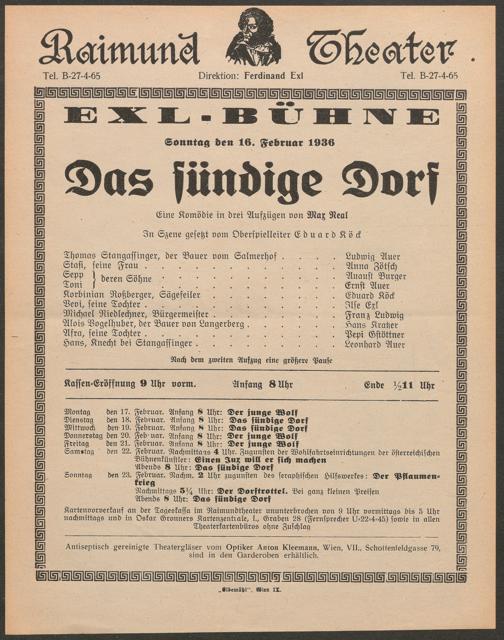 Raimund Theater
Tel. B-27-4-65 Direktion: Ferdinand Exl Tel. B-27-4-65
EXL-BÜHNE
Sonntag den 16. Februar 1936
Das sündige Dorf
Eine Komödie in drei Aufzügen von Max Neal
In Szene gesetzt vom Oberspielleiter Eduard Köck
Thomas Stangassinger, der Bauer vom Salmerhof . . . . . . Ludwig Auer
Stasi, seine Frau . . . . . . Anna Zötsch
Sepp } deren Söhne . . . . . . August Burger
Toni } Ernst Auer
Korbinian Roßberger, Sägefeiler . . . . . . Eduard Köck
Vevi, seine Tochter . . . . . . Ilse Exl
Michael Riedlechner, Bürgermeister . . . . . . Franz Ludwig
Alois Vogelhuber, der Bauer von Langerberg . . . . . . Hans Kratzer
Afra, seine Tochter . . . . . . Pepi Gstöttner
Hans, Knecht bei Stangassinger . . . . . . Leonhard Auer
Nach dem zweiten Aufzug eine größere Pause
Kassen-Eröffnung 9 Uhr vorm. Anfang 8 Uhr Ende ½11 Uhr
Montag den 17. Februar. Anfang 8 Uhr: Der junge Wolf
Dienstag den 18. Februar. Anfang 8 Uhr: Das sündige Dorf
Mittwoch den 19. Februar. Anfang 8 Uhr: Das sündige Dorf
Donnerstag den 20. Februar. Anfang 8 Uhr: Der junge Wolf
Freitag den 21. Februar. Anfang 8 Uhr: Der junge Wolf
Samstag den 22. Februar. Nachmittags 4 Uhr. Zugunsten der Wohlfahrtseinrichtungen der österreichischen
Bühnenkünstler: Einen Jux will er sich machen
Abends 8 Uhr: Das sündige Dorf
Sonntag den 23. Februar. Nachm. 2 Uhr zugunsten des seraphischen Hilfswerkes: Der Pflaumen-
krieg
Nachmittags 5¼ Uhr: Der Dorftrottel. Bei ganz kleinen Preisen
Abends 8 Uhr: Das sündige Dorf
Kartenvorverkauf an der Tageskassa im Raimundtheater ununterbrochen von 9 Uhr vormittags bis 5 Uhr
nachmittags und in Oskar Gronners Kartenzentrale, I., Graben 28 (Fernsprecher U-22-4-45) sowie in allen
Theaterkartenbüros ohne Zuschlag
Antiseptisch gereinigte Theatergläser vom Optiker Anton Kleemann, Wien, VII., Schottenfeldgasse 79,
sind in den Garderoben erhältlich.
„Elbemühl“, Wien IX.